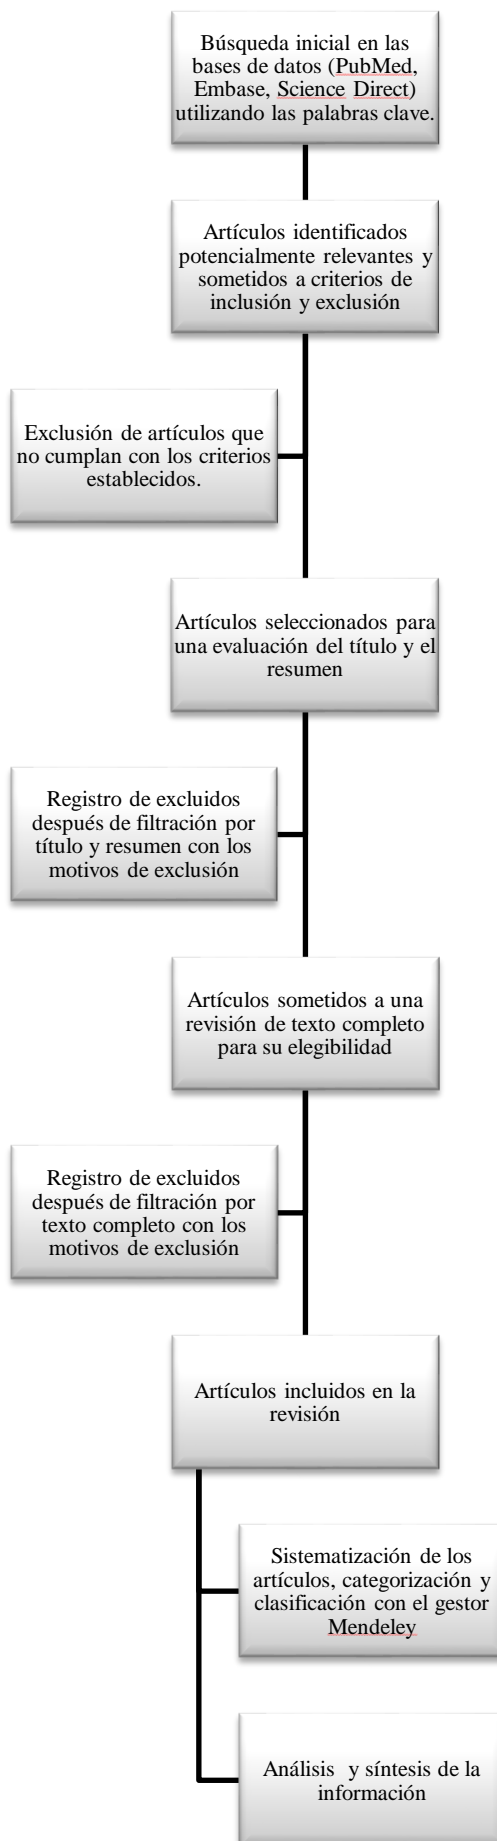 Búsqueda inicial en las
bases de datos (PubMed,
Embase, Science Direct)
utilizando las palabras clave.
Artículos identificados
potencialmente relevantes y
sometidos a criterios de
inclusión y exclusión
Exclusión de artículos que
no cumplan con los criterios
establecidos.
Artículos seleccionados para
una evaluación del título y el
resumen
Registro de excluidos
después de filtración por
título y resumen con los
motivos de exclusión
Artículos sometidos a una
revisión de texto completo
para su elegibilidad
Registro de excluidos
después de filtración por
texto completo con los
motivos de exclusión
Artículos incluidos en la
revisión
Sistematización de los
artículos, categorización y
clasificación con el gestor
Mendeley
Análisis y síntesis de la
información